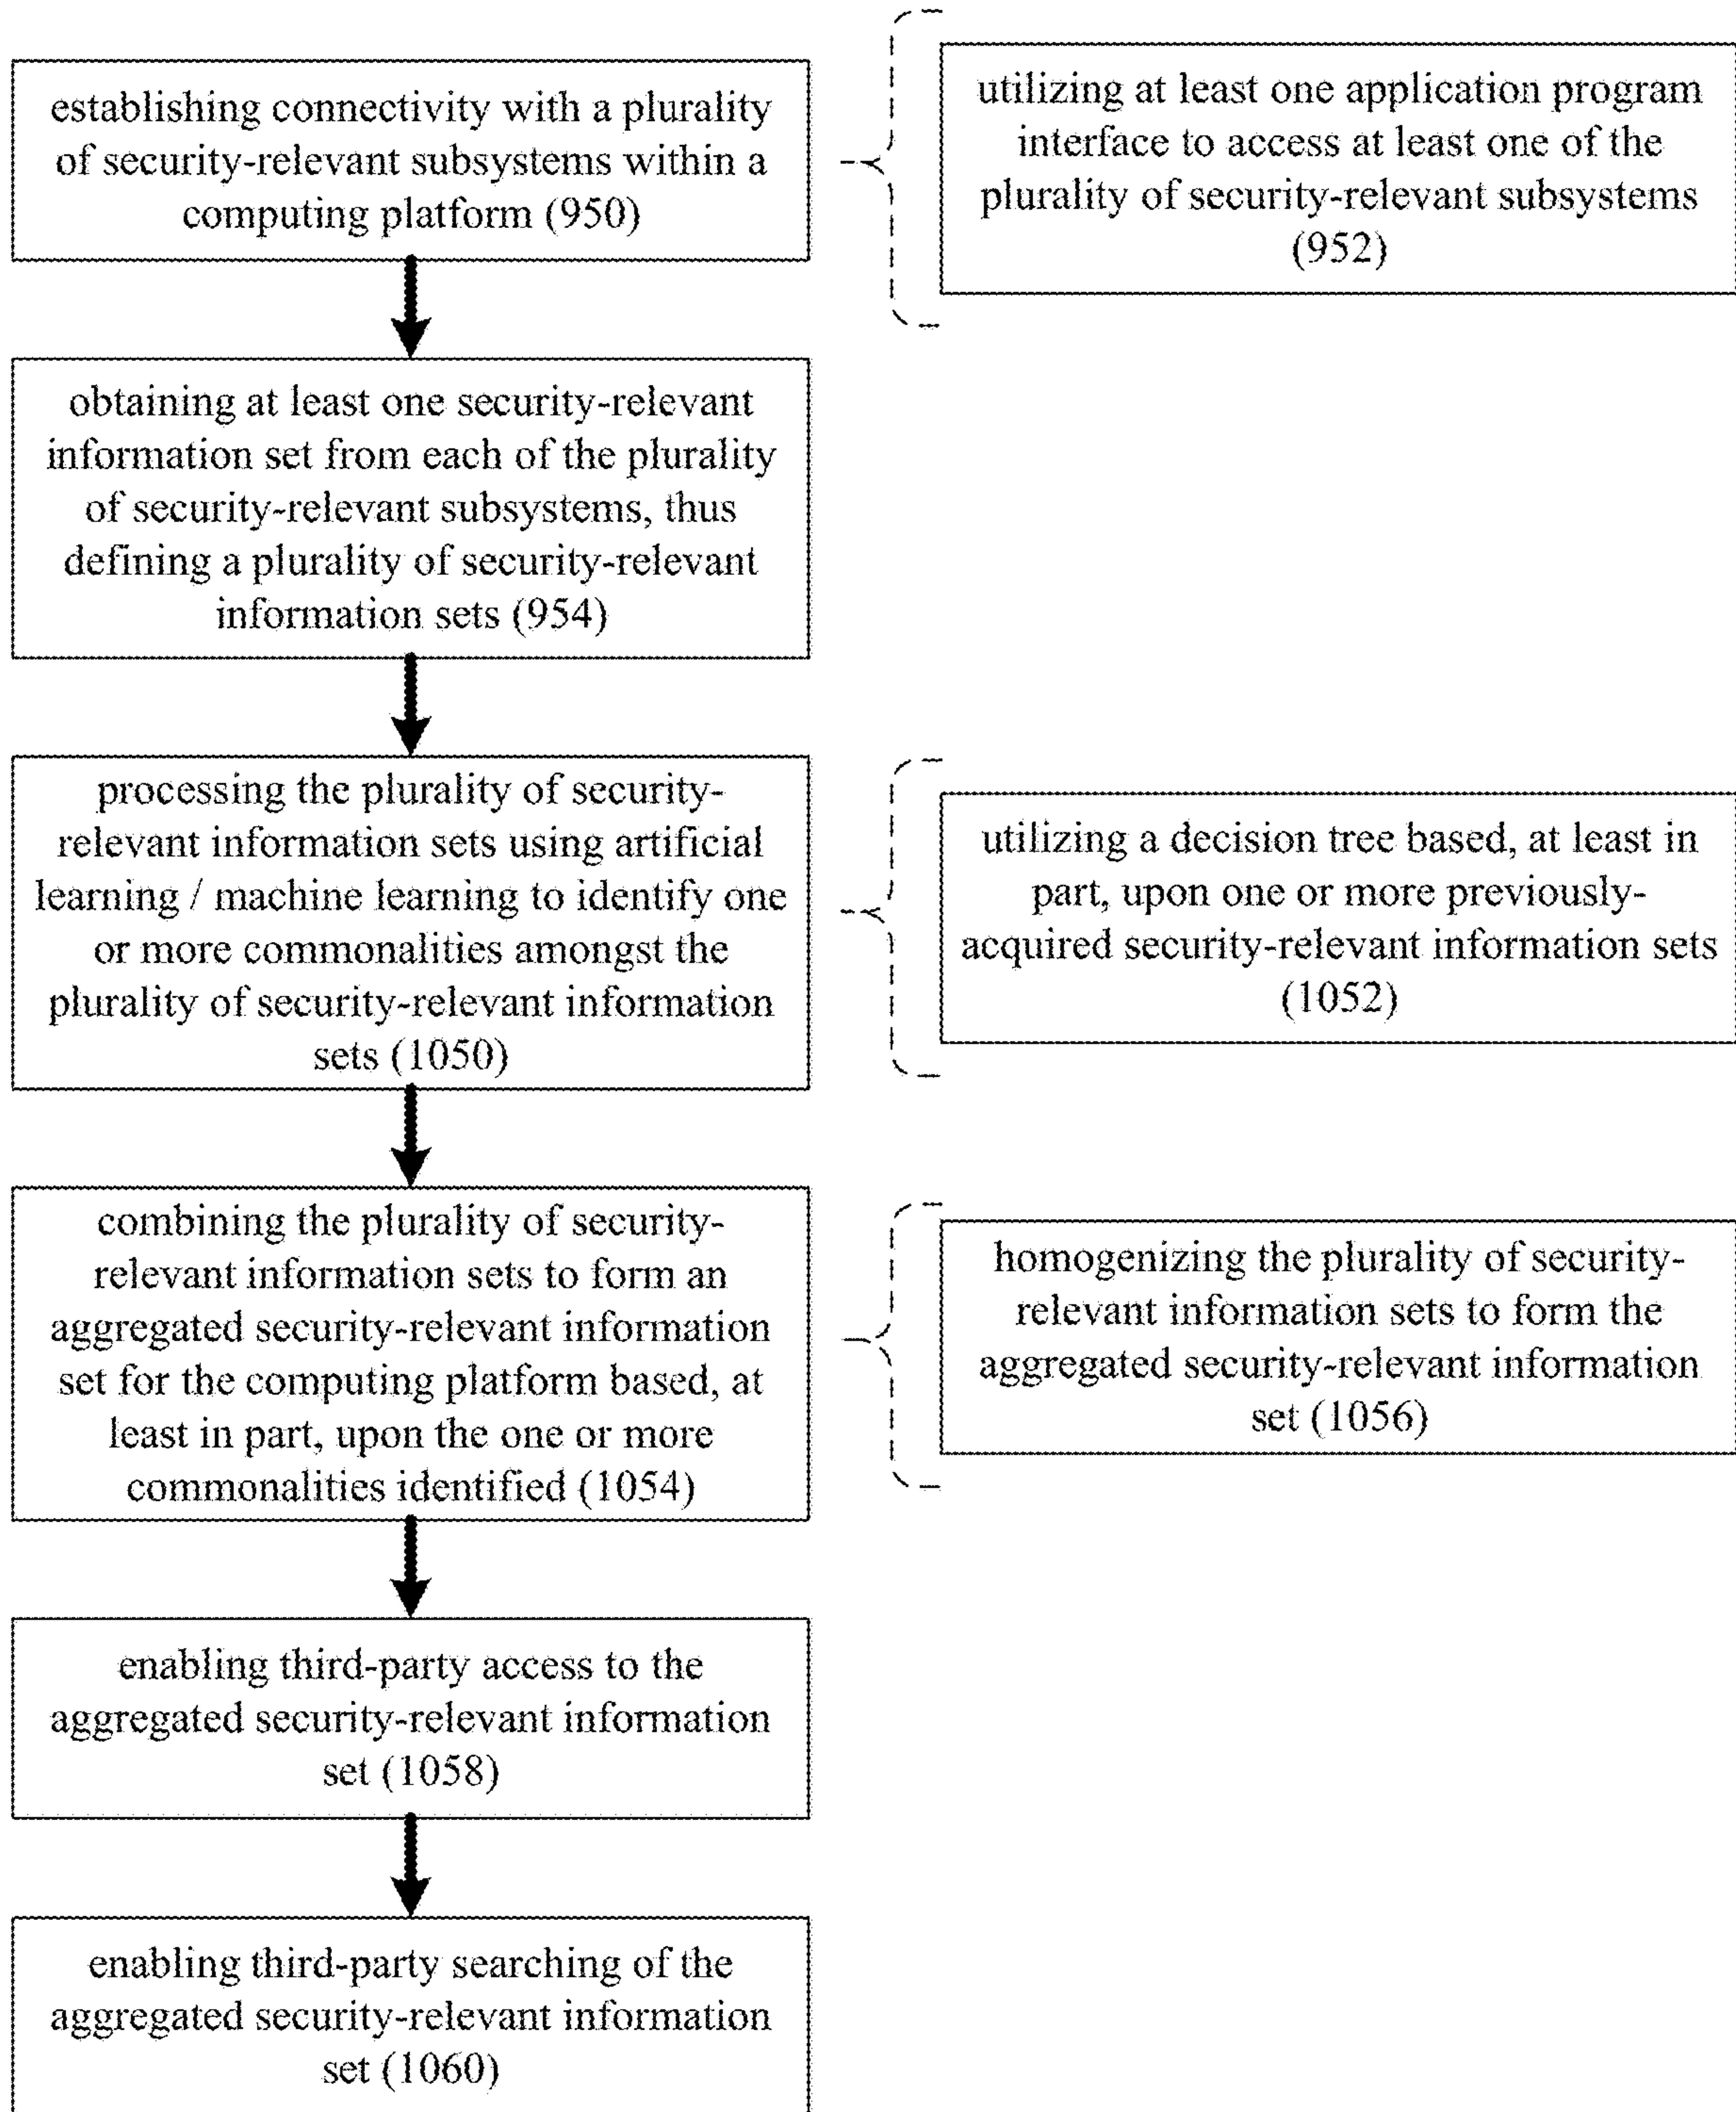 establishing connectivity with a plurality
of security-relevant subsystems within a
computing platform (950)
utilizing at least one application program
interface to access at least one of the
plurality of security-relevant subsystems
(952)
obtaining at least one security-relevant
information set from each of the plurality
of security-relevant subsystems, thus
defining a plurality of security-relevant
information sets (954)
processing the plurality of security-
relevant information sets using artificial
learning / machine learning to identify one
or more commonalities amongst the
plurality of security-relevant information
sets (1050)
utilizing a decision tree based, at least in
part, upon one or more previously-
acquired security-relevant information sets
(1052)
combining the plurality of security-
relevant information sets to form an
aggregated security-relevant information
set for the computing platform based, at
least in part, upon the one or more
commonalities identified (1054)
homogenizing the plurality of security-
relevant information sets to form the
aggregated security-relevant information
set (1056)
enabling third-party access to the
aggregated security-relevant information
set (1058)
enabling third-party searching of the
aggregated security-relevant information
set (1060)